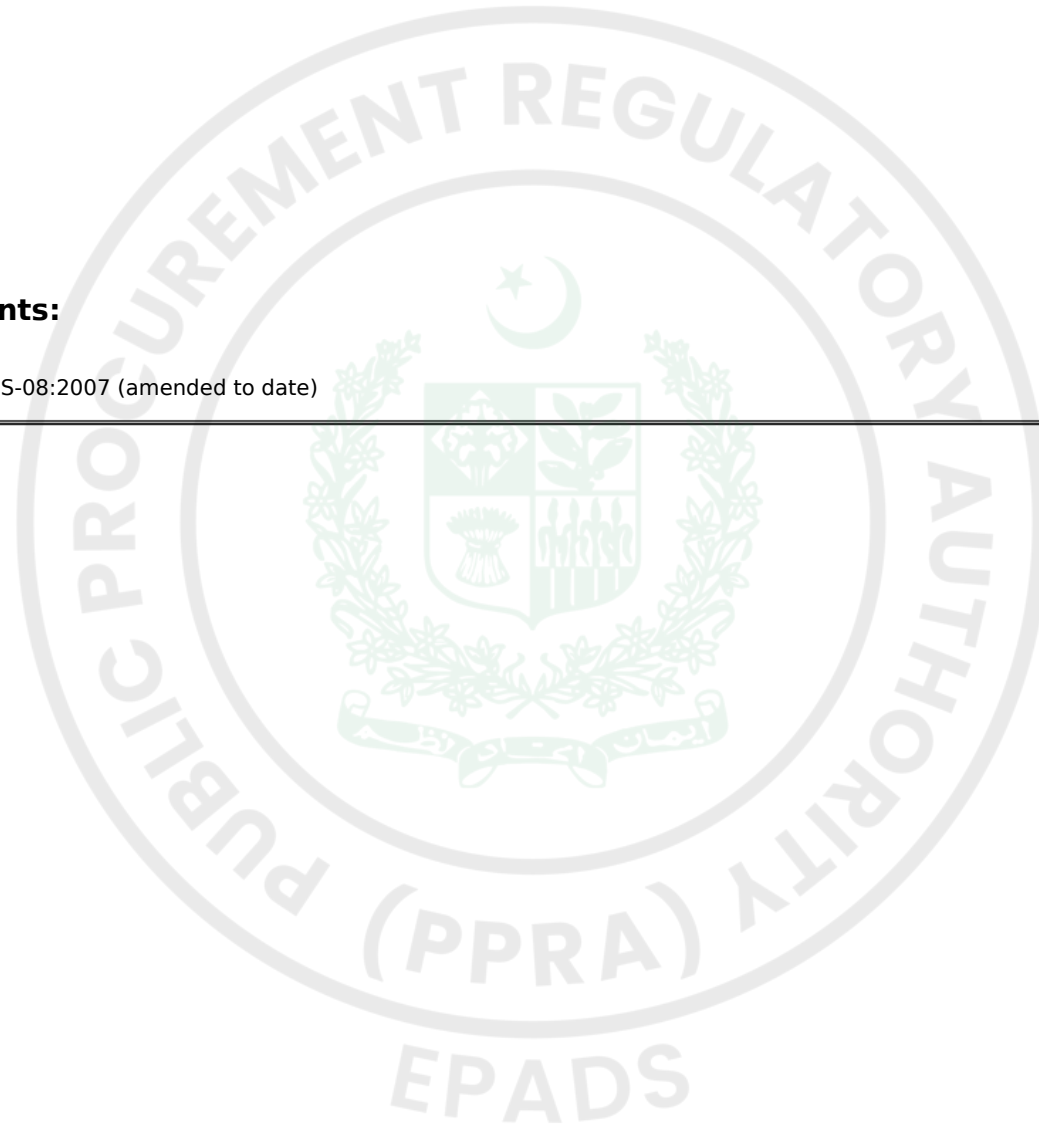 PUBLIC PROCUREMENT REGULATORY AUTHORITY
nts:
S-08:2007 (amended to date)
(PPRA)
EPADS